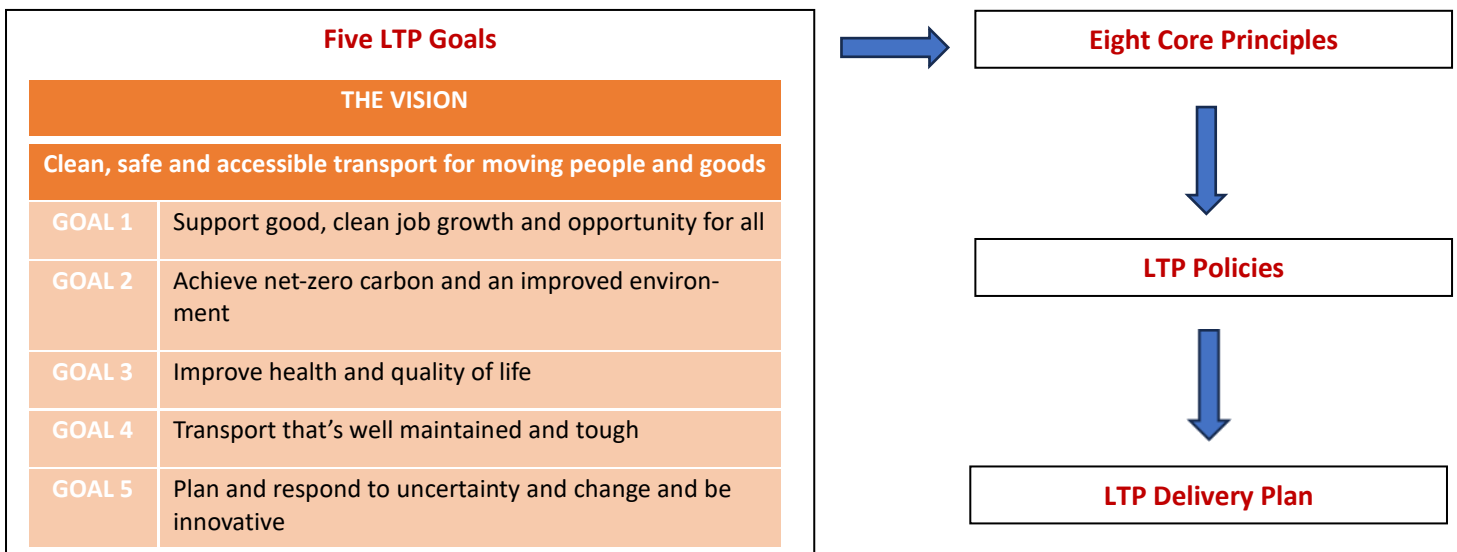 Five LTP Goals
THE VISION
Clean, safe and accessible transport for moving people and goods
GOAL 1
Support good, clean job growth and opportunity for all
GOAL 2
Achieve net-zero carbon and an improved environ-
ment
GOAL 3
Improve health and quality of life
GOAL 4
Transport that’s well maintained and tough
GOAL 5
Plan and respond to uncertainty and change and be
innovative
Eight Core Principles
LTP Policies
LTP Delivery Plan